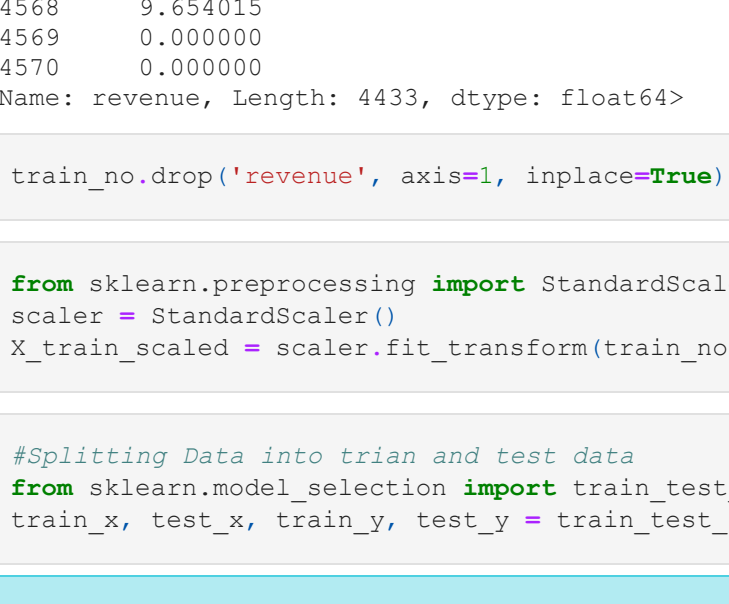 4568     9.654015
4569     0.000000
4570     0.000000
Name: revenue, Length: 4433, dtype: float64>
train_no.drop('revenue', axis=1, inplace=True)
from sklearn.preprocessing import StandardScal
scaler = StandardScaler()
X_train_scaled = scaler.fit_transform(train_no
#Splitting Data into trian and test data
from sklearn.model_selection import train_test_
train_x, test_x, train_y, test_y = train_test_